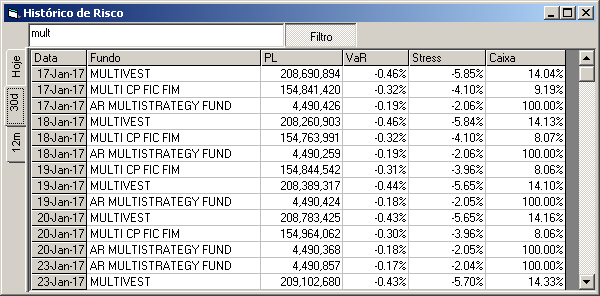 Histórico de Risco
mult
Filtro
Hoje
30d
12m
Data Fundo PL VaR Stress Caixa
17-Jan-17 MULTIVEST 208,690,894 -0.46% -5.85% 14.04%
17-Jan-17 MULTI CP FIC FIM 154,841,420 -0.32% -4.10% 9.19%
17-Jan-17 AR MULTISTRATEGY FUND 4,490,426 -0.19% -2.06% 100.00%
18-Jan-17 MULTIVEST 208,260,903 -0.46% -5.84% 14.13%
18-Jan-17 MULTI CP FIC FIM 154,763,991 -0.32% -4.10% 8.07%
18-Jan-17 AR MULTISTRATEGY FUND 4,490,259 -0.19% -2.06% 100.00%
19-Jan-17 MULTI CP FIC FIM 154,844,542 -0.31% -3.96% 8.06%
19-Jan-17 MULTIVEST 208,389,317 -0.44% -5.65% 14.10%
19-Jan-17 AR MULTISTRATEGY FUND 4,490,424 -0.18% -2.05% 100.00%
20-Jan-17 MULTIVEST 208,783,425 -0.43% -5.65% 14.16%
20-Jan-17 MULTI CP FIC FIM 154,964,062 -0.30% -3.96% 8.06%
20-Jan-17 AR MULTISTRATEGY FUND 4,490,368 -0.18% -2.05% 100.00%
23-Jan-17 AR MULTISTRATEGY FUND 4,490,857 -0.17% -2.04% 100.00%
23-Jan-17 MULTIVEST 209,102,680 -0.43% -5.70% 14.33%